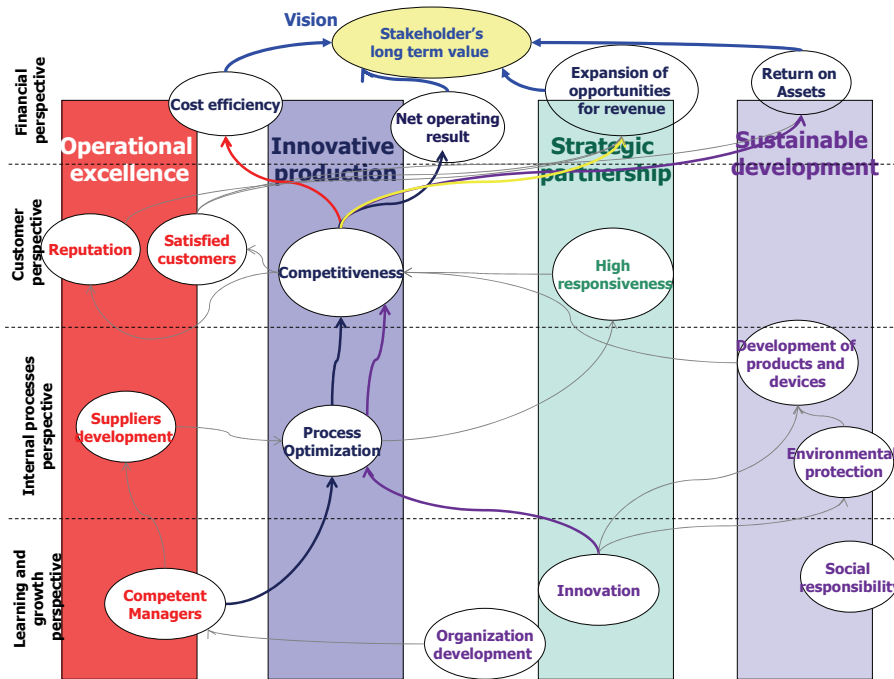 Vision
Stakeholder's
long term value
Financial
perspective
Cost efficiency
Net operating
result
Expansion of
opportunities
for revenue
Return on
Assets
Operational
excellence
Innovative
production
Strategic
partnership
Sustainable
development
Customer
perspective
Reputation
Satisfied
customers
Competitiveness
High
responsiveness
Internal processes
perspective
Development of
products and
devices
Suppliers
development
Process
Optimization
Environmental
protection
Learning and
growth
perspective
Competent
Managers
Innovation
Social
responsibility
Organization
development